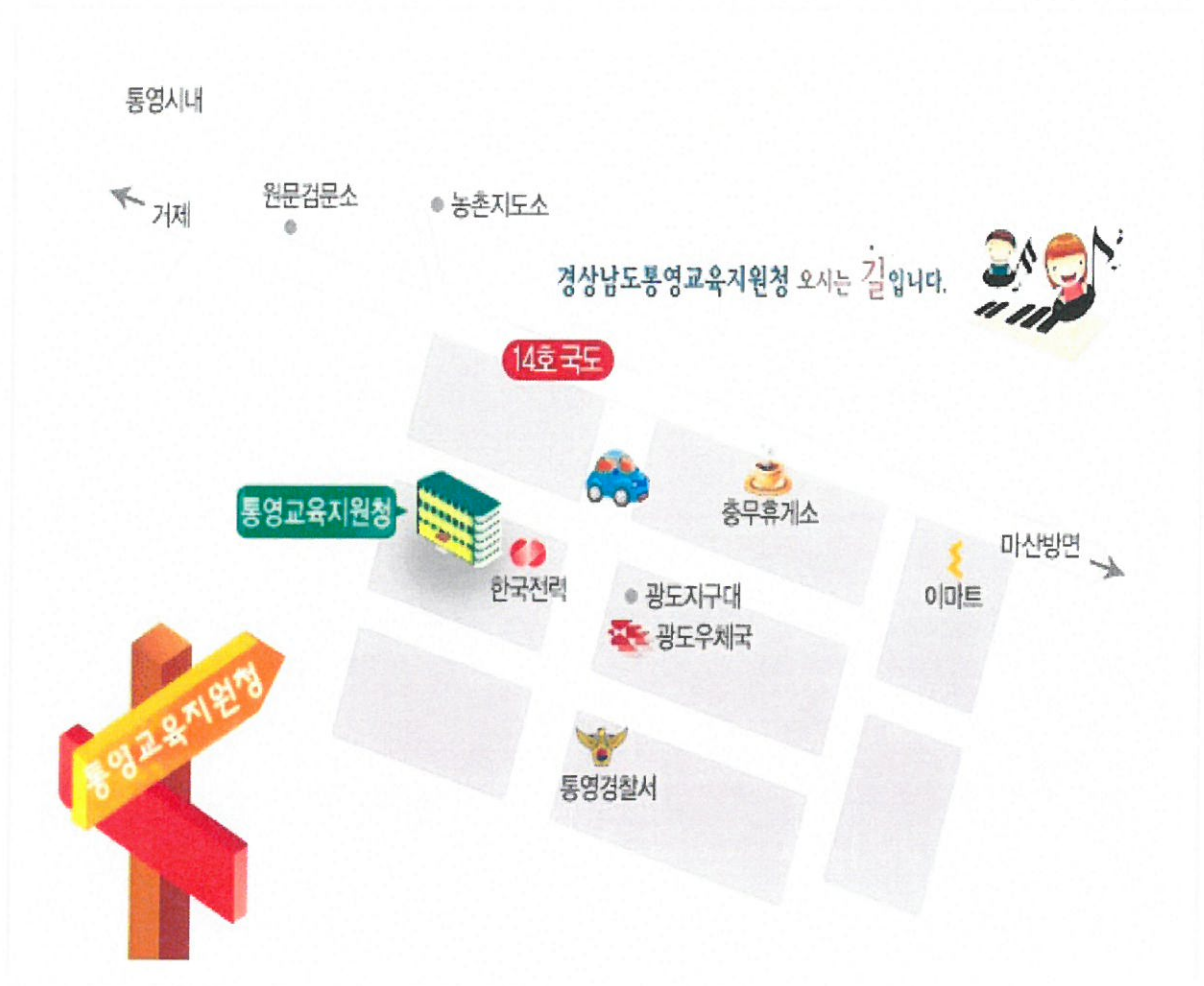 통영시내
거제
원문검문소
농촌지도소
경상남도통영교육지원청 오시는 길입니다.
14호 국도
통영교육지원청
충무휴게소
마산방면
한국전력
광도지구대
이마트
광도우체국
통영교육지원청
통영경찰서